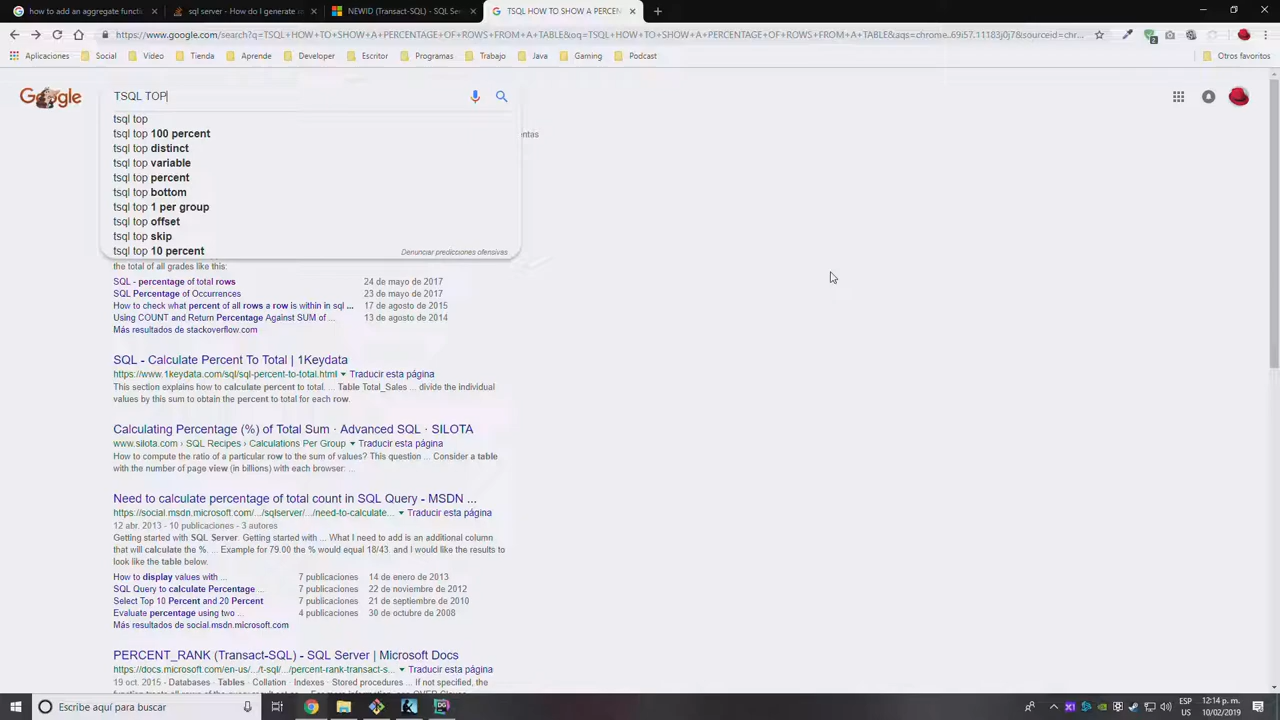 how to add an aggregate functi
sql server - How do I generate r
NEWID (Transact-SQL) - SQL Serv
TSQL HOW TO SHOW A PERCEN
https://www.google.com/search?q=TSQL+HOW+TO+SHOW+A+PERCENTAGE+OF+ROWS+FROM+A+TABLE&oq=TSQL+HOW+TO+SHOW+A+PERCENTAGE+OF+ROWS+FROM+A+TABLE&aqs=chrome..69i57.11183j0j7&sourceid=chr...
Aplicaciones Social Video Tienda Aprende Developer Escritor Programas Trabajo Java Learning Podcast Otros favoritos
Google
TSQL TOP
tsql top
entas
tsql top 100 percent
tsql top distinct
tsql top variable
tsql top percent
tsql top bottom
tsql top 1 per group
tsql top offset
tsql top skip
tsql top 10 percent
Denunciar predicciones ofensivas
the total of all grades like this:
SQL - percentage of total rows 24 de mayo de 2017
SQL Percentage of Occurrences 23 de mayo de 2017
How to check what percent of all rows a row is within in sql ... 17 de agosto de 2015
Using COUNT and Return Percentage Against SUM of ... 13 de agosto de 2014
Más resultados de stackoverflow.com
SQL - Calculate Percent To Total | 1Keydata
https://www.1keydata.com/sql/sql-percent-to-total.html Traducir esta página
This section explains how to calculate percent to total. ... Table Total_Sales ... divide the individual
values by this sum to obtain the percent to total for each row.
Calculating Percentage (%) of Total Sum · Advanced SQL · SILOTA
www.silota.com › SQL Recipes › Calculations Per Group Traducir esta página
How to compute the ratio of a particular row to the sum of values? This question ... Consider a table
with the number of page view (in billions) with each browser: ...
Need to calculate percentage of total count in SQL Query - MSDN ...
https://social.msdn.microsoft.com/.../sqlserver/.../need-to-calculate... Traducir esta página
12 abr. 2013 - 10 publicaciones - 3 autores
Getting started with SQL Server. Getting started with ... What I need to add is an additional column
that will calculate the %. ... Example for 79.00 the % would equal 18/43. and I would like the results to
look like the table below.
How to display values with ... 7 publicaciones 14 de enero de 2013
SQL Query to calculate Percentage ... 7 publicaciones 22 de noviembre de 2012
Select Top 10 Percent and 20 Percent 7 publicaciones 21 de septiembre de 2010
Evaluate percentage using two ... 4 publicaciones 30 de octubre de 2008
Más resultados de social.msdn.microsoft.com
PERCENT_RANK (Transact-SQL) - SQL Server | Microsoft Docs
https://docs.microsoft.com/en-us/.../t-sql/.../percent-rank-transact-s... Traducir esta página
19 oct. 2015 - Databases · Tables · Collation · Indexes · Stored procedures ... If not specified, the
Escribe aquí para buscar
ESP
US
12:14 p. m.
10/02/2019